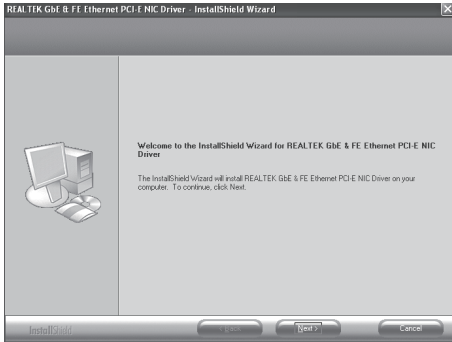 REALTEK GbE & FE Ethernet PCI-E NIC Driver - InstallShield Wizard
Welcome to the InstallShield Wizard for REALTEK GbE & FE Ethernet PCI-E NIC
Driver
The InstallShield Wizard will install REALTEK GbE & FE Ethernet PCI-E NIC Driver on your
computer. To continue, click Next.
InstallShield
< Back
Next >
Cancel